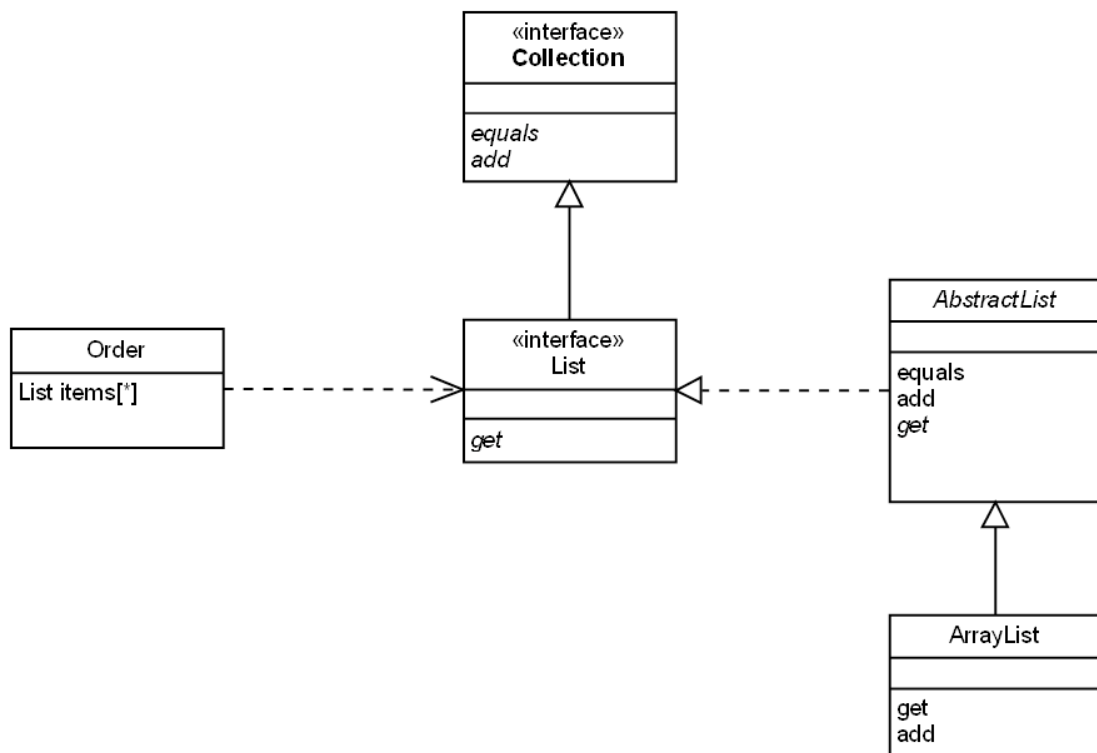 «interface»
Collection
equals
add
Order
List items[*]
«interface»
List
get
AbstractList
equals
add
get
ArrayList
get
add